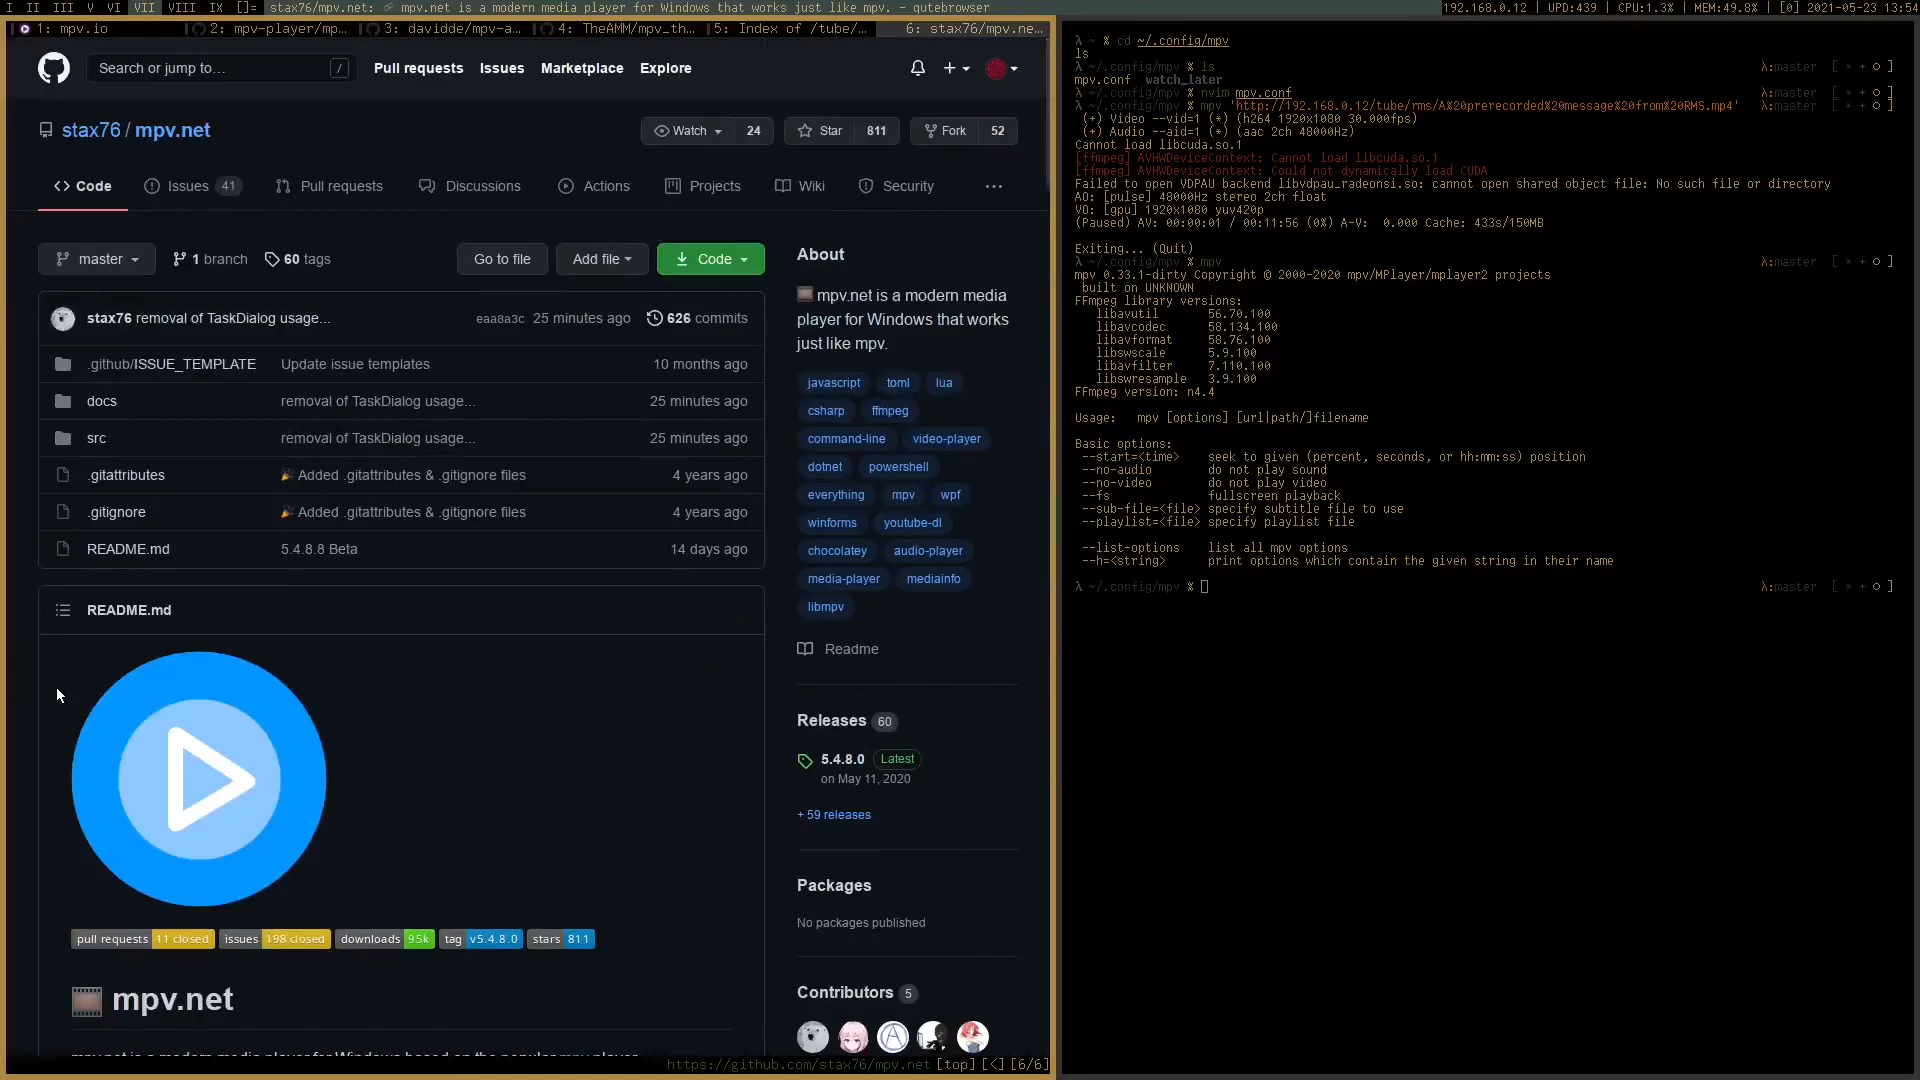 I II III V VI VII VIII IX []= stax76/mpv.net: mpv.net is a modern media player for Windows that works just like mpv. - qutebrowser
192.168.0.12 | UPD:439 | CPU:1.3% | MEM:49.8% | [0] 2021-05-23 13:54
1: mpv.io 2: mpv-player/mp... 3: davidde/mpv-a... 4: TheAMM/mpv_th... 5: Index of /tube/... 6: stax76/mpv.ne...
Search or jump to... / Pull requests Issues Marketplace Explore
stax76 / mpv.net Watch 24 Star 811 Fork 52
Code Issues 41 Pull requests Discussions Actions Projects Wiki Security ...
master 1 branch 60 tags Go to file Add file Code
stax76 removal of TaskDialog usage... eaa8a3c 25 minutes ago 626 commits
.github/ISSUE_TEMPLATE Update issue templates 10 months ago
docs removal of TaskDialog usage... 25 minutes ago
src removal of TaskDialog usage... 25 minutes ago
.gitattributes Added .gitattributes & .gitignore files 4 years ago
.gitignore Added .gitattributes & .gitignore files 4 years ago
README.md 5.4.8.8 Beta 14 days ago
README.md
pull requests 11 closed issues 198 closed downloads 95k tag v5.4.8.0 stars 811
mpv.net
mpv.net is a modern media player for Windows based on the popular mpv player.
About
mpv.net is a modern media
player for Windows that works
just like mpv.
javascript toml lua
csharp ffmpeg
command-line video-player
dotnet powershell
everything mpv wpf
winforms youtube-dl
chocolatey audio-player
media-player mediainfo
libmpv
Readme
Releases 60
5.4.8.0 Latest
on May 11, 2020
+ 59 releases
Packages
No packages published
Contributors 5
https://github.com/stax76/mpv.net [top] [<] [6/6]
λ ~ % cd ~/.config/mpv
ls
λ ~/.config/mpv % ls λ:master [ * + ○ ]
mpv.conf watch_later
λ ~/.config/mpv % nvim mpv.conf λ:master [ * + ○ ]
λ ~/.config/mpv % mpv 'http://192.168.0.12/tube/rms/A%20prerecorded%20message%20from%20RMS.mp4' λ:master [ * + ○ ]
(+) Video --vid=1 (*) (h264 1920x1080 30.000fps)
(+) Audio --aid=1 (*) (aac 2ch 48000Hz)
Cannot load libcuda.so.1
[ffmpeg] AVHWDeviceContext: Cannot load libcuda.so.1
[ffmpeg] AVHWDeviceContext: Could not dynamically load CUDA
Failed to open VDPAU backend libvdpau_radeonsi.so: cannot open shared object file: No such file or directory
AO: [pulse] 48000Hz stereo 2ch float
VO: [gpu] 1920x1080 yuv420p
(Paused) AV: 00:00:01 / 00:11:56 (0%) A-V: 0.000 Cache: 433s/150MB
Exiting... (Quit)
λ ~/.config/mpv % mpv λ:master [ * + ○ ]
mpv 0.33.1-dirty Copyright © 2000-2020 mpv/MPlayer/mplayer2 projects
built on UNKNOWN
FFmpeg library versions:
libavutil 56.70.100
libavcodec 58.134.100
libavformat 58.76.100
libswscale 5.9.100
libavfilter 7.110.100
libswresample 3.9.100
FFmpeg version: n4.4
Usage: mpv [options] [url|path/]filename
Basic options:
--start=<time> seek to given (percent, seconds, or hh:mm:ss) position
--no-audio do not play sound
--no-video do not play video
--fs fullscreen playback
--sub-file=<file> specify subtitle file to use
--playlist=<file> specify playlist file
--list-options list all mpv options
--h=<string> print options which contain the given string in their name
λ ~/.config/mpv % λ:master [ * + ○ ]